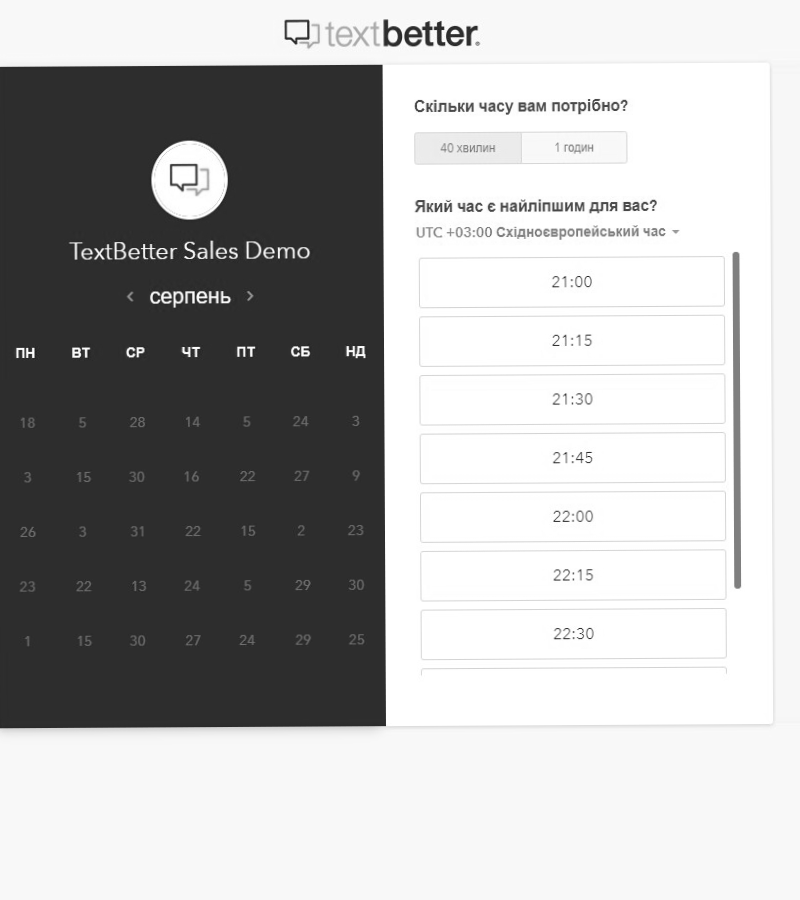 textbetter.
TextBetter Sales Demo
‹ серпень ›
ПН ВТ СР ЧТ ПТ СБ НД
18 5 28 14 5 24 3
3 15 30 16 22 27 9
26 3 31 22 15 2 23
23 22 13 24 5 29 30
1 15 30 27 24 29 25
Скільки часу вам потрібно?
40 хвилин 1 годин
Який час є найліпшим для вас?
UTC +03:00 Східноєвропейський час
21:00
21:15
21:30
21:45
22:00
22:15
22:30